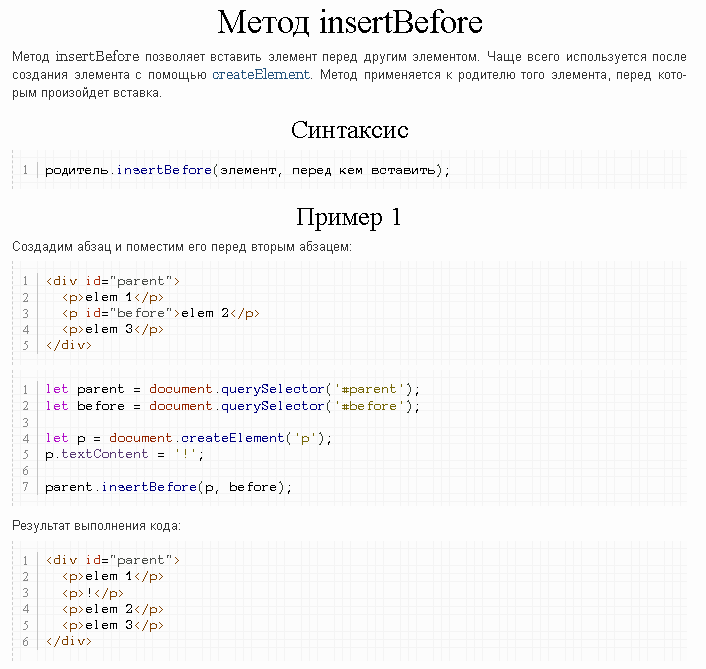 Метод insertBefore
Метод insertBefore позволяет вставить элемент перед другим элементом. Чаще всего используется после
создания элемента с помощью createElement. Метод применяется к родителю того элемента, перед кото-
рым произойдет вставка.
Синтаксис
1 родитель.insertBefore(элемент, перед кем вставить);
Пример 1
Создадим абзац и поместим его перед вторым абзацем:
1 <div id="parent">
2 <p>elem 1</p>
3 <p id="before">elem 2</p>
4 <p>elem 3</p>
5 </div>
1 let parent = document.querySelector('#parent');
2 let before = document.querySelector('#before');
3
4 let p = document.createElement('p');
5 p.textContent = '!';
6
7 parent.insertBefore(p, before);
Результат выполнения кода:
1 <div id="parent">
2 <p>elem 1</p>
3 <p>!</p>
4 <p>elem 2</p>
5 <p>elem 3</p>
6 </div>